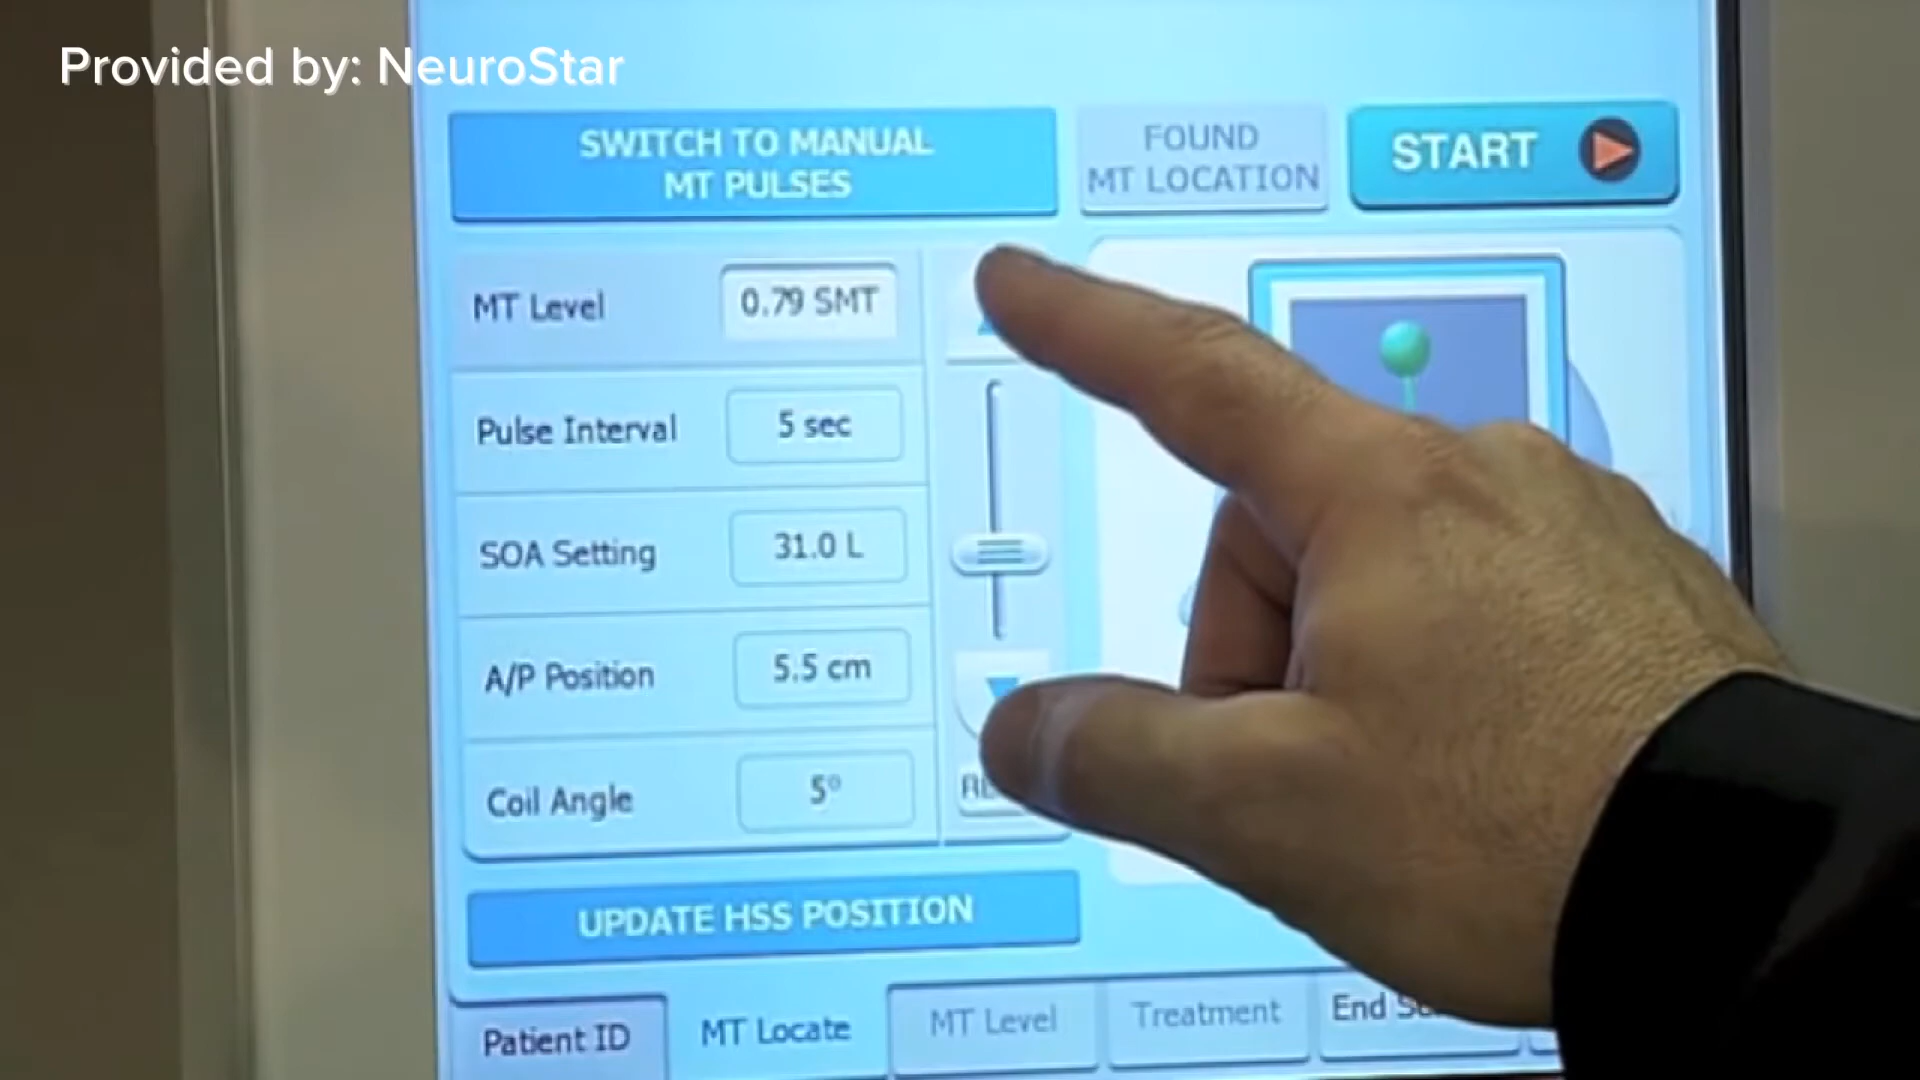 Provided by: NeuroStar
SWITCH TO MANUAL
MT PULSES
FOUND
MT LOCATION
START
MT Level
0.79 SMT
Pulse Interval
5 sec
SOA Setting
31.0 L
A/P Position
5.5 cm
Coil Angle
5°
UPDATE HSS POSITION
Patient ID
MT Locate
MT Level
Treatment
End